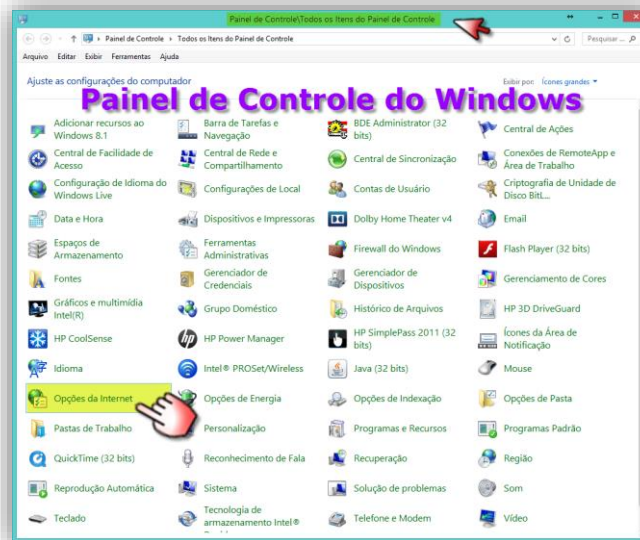 Painel de Controle\Todos os Itens do Painel de Controle
Painel de Controle Todos os Itens do Painel de Controle
Pesquisar...
Arquivo Editar Exibir Ferramentas Ajuda
Ajuste as configurações do computador
Exibir por: Ícones grandes
Painel de Controle do Windows
Adicionar recursos ao
Windows 8.1
Barra de Tarefas e
Navegação
BDE Administrator (32
bits)
Central de Ações
Central de Facilidade de
Acesso
Central de Rede e
Compartilhamento
Central de Sincronização
Conexões de RemoteApp e
Área de Trabalho
Configuração de Idioma do
Windows Live
Configurações de Local
Contas de Usuário
Criptografia de Unidade de
Disco BitL...
Data e Hora
Dispositivos e Impressoras
Dolby Home Theater v4
Email
Espaços de
Armazenamento
Ferramentas
Administrativas
Firewall do Windows
Flash Player (32 bits)
Fontes
Gerenciador de
Credenciais
Gerenciador de
Dispositivos
Gerenciamento de Cores
Gráficos e multimídia
Intel(R)
Grupo Doméstico
Histórico de Arquivos
HP 3D DriveGuard
HP CoolSense
HP Power Manager
HP SimplePass 2011 (32
bits)
Ícones da Área de
Notificação
Idioma
Intel® PROSet/Wireless
Java (32 bits)
Mouse
Opções da Internet
Opções de Energia
Opções de Indexação
Opções de Pasta
Pastas de Trabalho
Personalização
Programas e Recursos
Programas Padrão
QuickTime (32 bits)
Reconhecimento de Fala
Recuperação
Região
Reprodução Automática
Sistema
Solução de problemas
Som
Teclado
Tecnologia de
armazenamento Intel®
Telefone e Modem
Vídeo